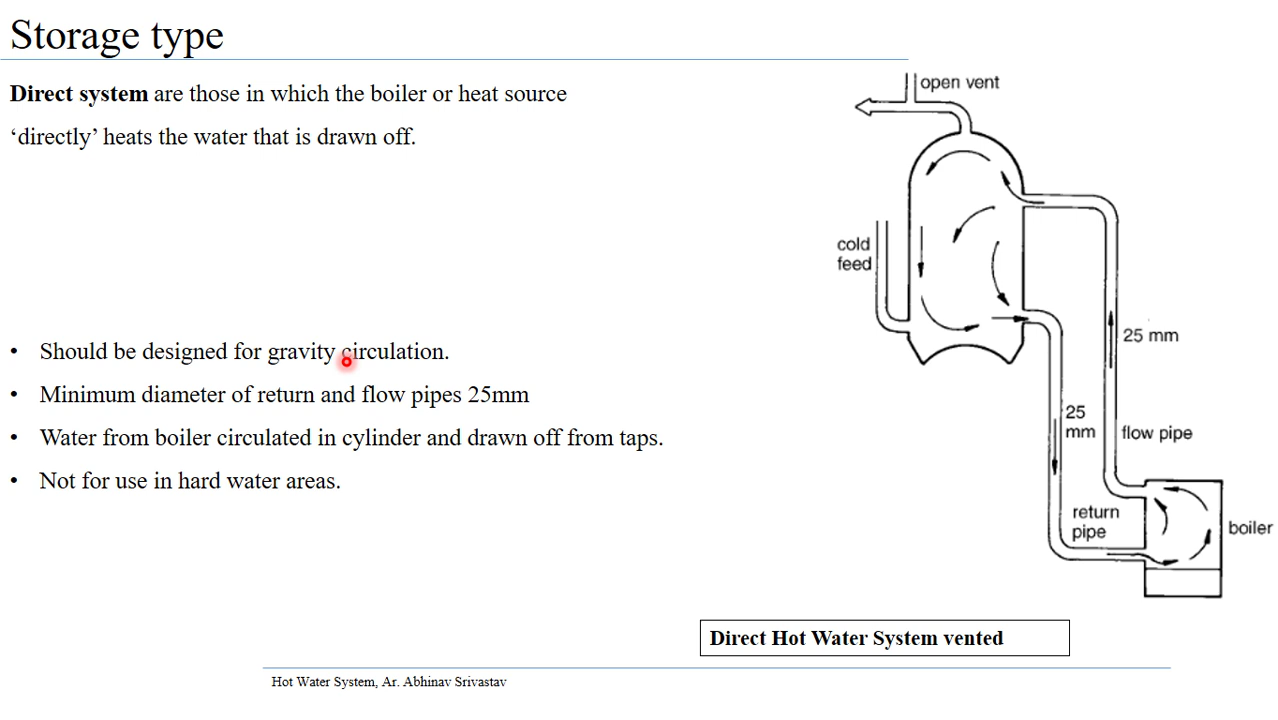 Storage type
Direct system are those in which the boiler or heat source
‘directly’ heats the water that is drawn off.
• Should be designed for gravity circulation.
• Minimum diameter of return and flow pipes 25mm
• Water from boiler circulated in cylinder and drawn off from taps.
• Not for use in hard water areas.
open vent
cold
feed
25 mm
25
mm
flow pipe
return
pipe
boiler
Direct Hot Water System vented
Hot Water System, Ar. Abhinav Srivastav